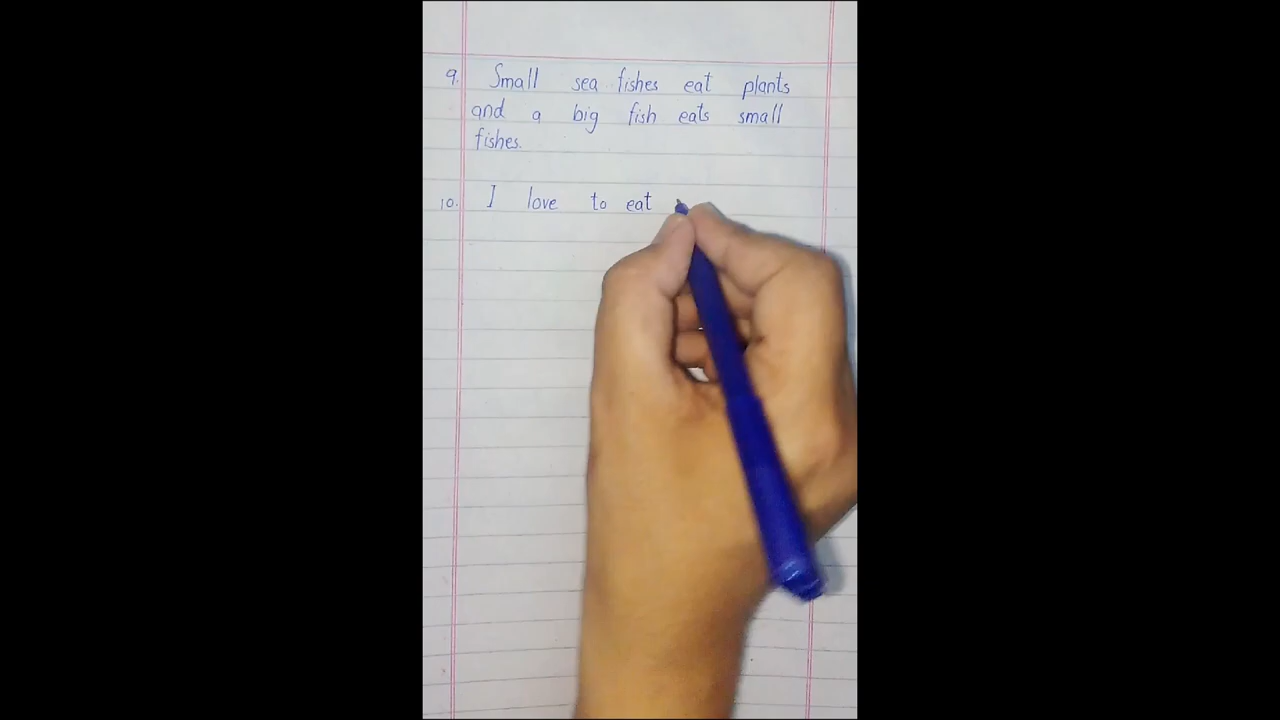 9. Small sea fishes eat plants
and a big fish eats small
fishes.
10. I love to eat